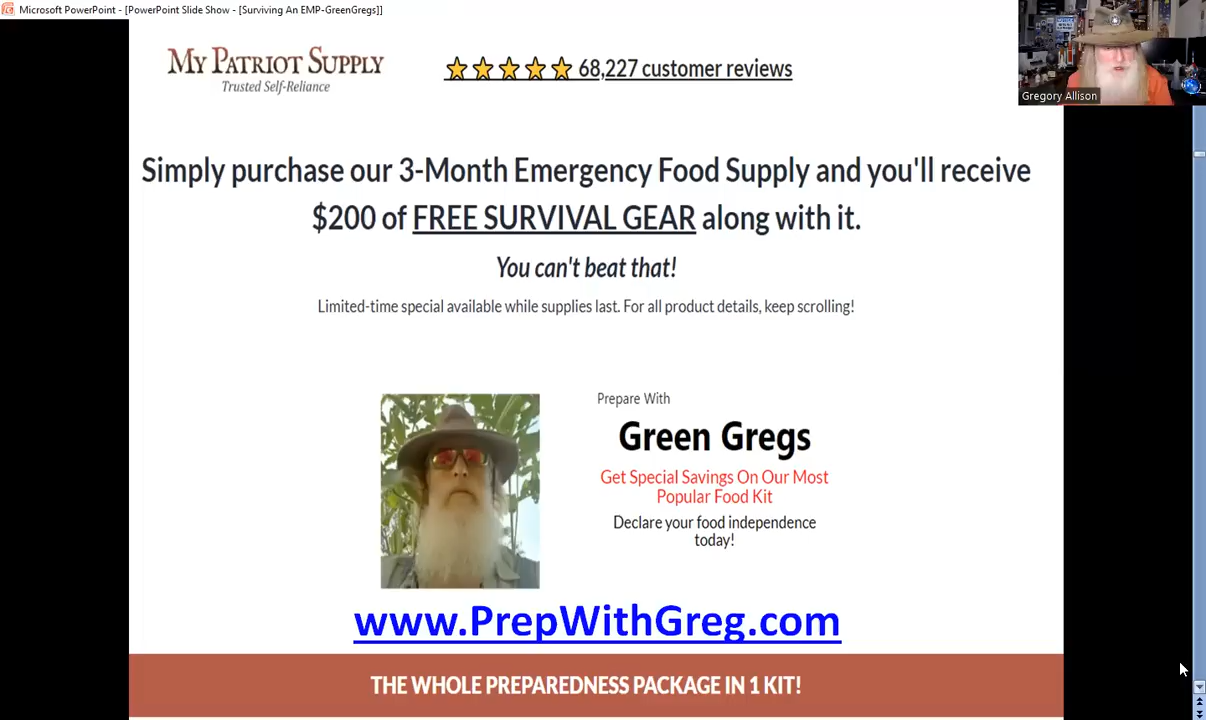 Microsoft PowerPoint - [PowerPoint Slide Show - [Surviving An EMP-GreenGregs]]
Gregory Allison
MY PATRIOT SUPPLY
Trusted Self-Reliance
68,227 customer reviews
Simply purchase our 3-Month Emergency Food Supply and you'll receive
$200 of FREE SURVIVAL GEAR along with it.
You can't beat that!
Limited-time special available while supplies last. For all product details, keep scrolling!
Prepare With
Green Gregs
Get Special Savings On Our Most
Popular Food Kit
Declare your food independence
today!
www.PrepWithGreg.com
THE WHOLE PREPAREDNESS PACKAGE IN 1 KIT!